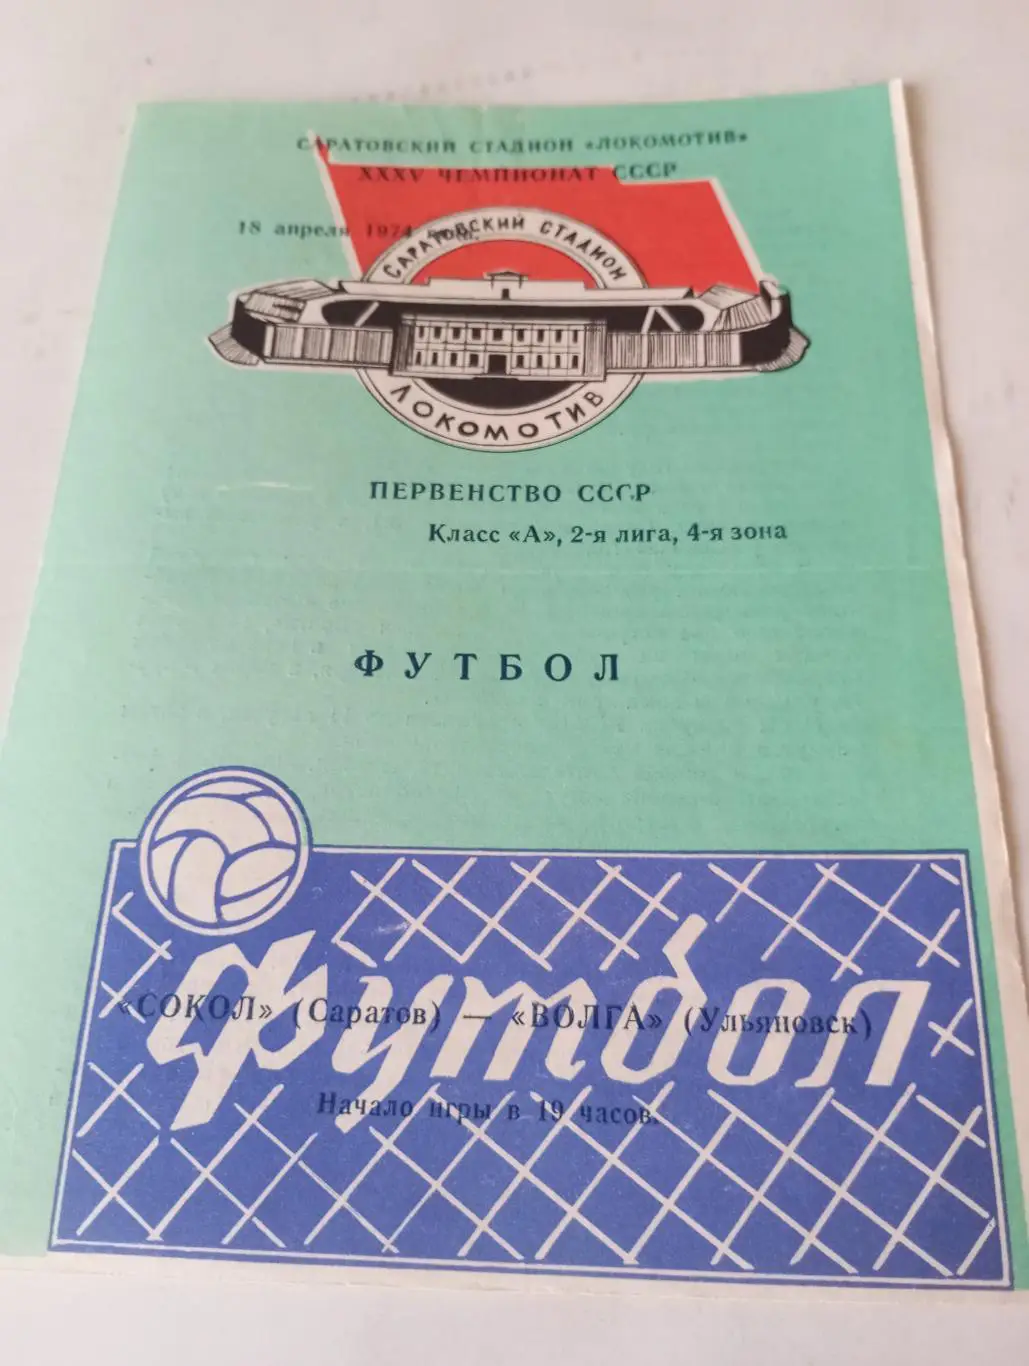 САРАТОВСКИЙ СТАДИОН «ЛОКОМОТИВ»
XXXV ЧЕМПИОНАТ СССР
18 апреля 1974
САРАТОВСКИЙ СТАДИОН
ЛОКОМОТИВ
ПЕРВЕНСТВО СССР
Класс «А», 2-я лига, 4-я зона
ФУТБОЛ
Футбол
«СОКОЛ» (Саратов) — «ВОЛГА» (Ульяновск)
Начало игры в 19 часов.